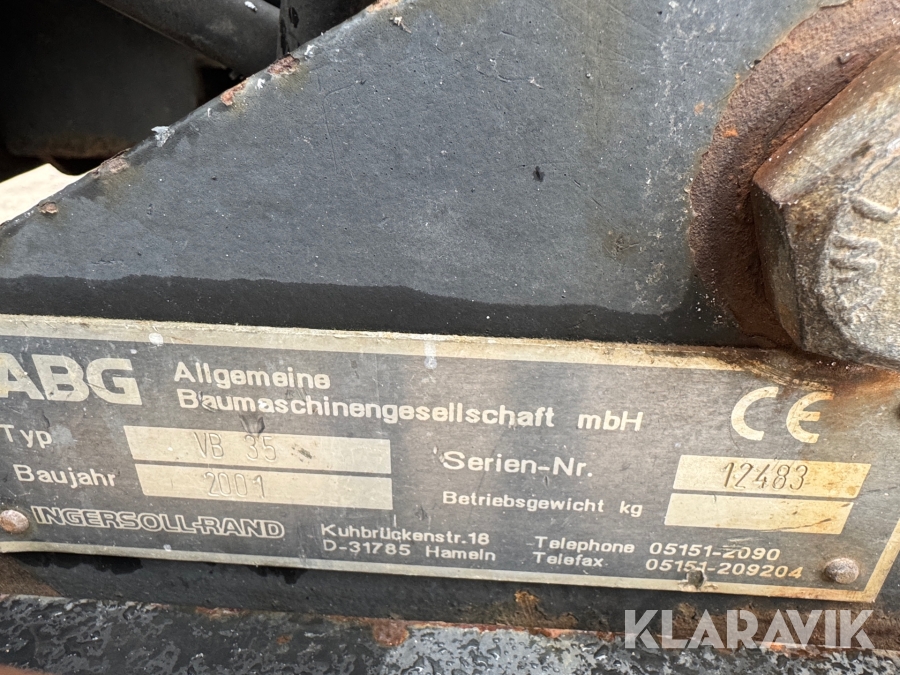 ABG Allgemeine
Baumaschinengesellschaft mbH
CE
Typ VB 35
Serien-Nr. 12483
Baujahr 2001
Betriebsgewicht kg
INGERSOLL-RAND
Kuhbrückenstr.18
D-31785 Hameln
Telephone 05151-2090
Telefax 05151-209204
KLARAVIK